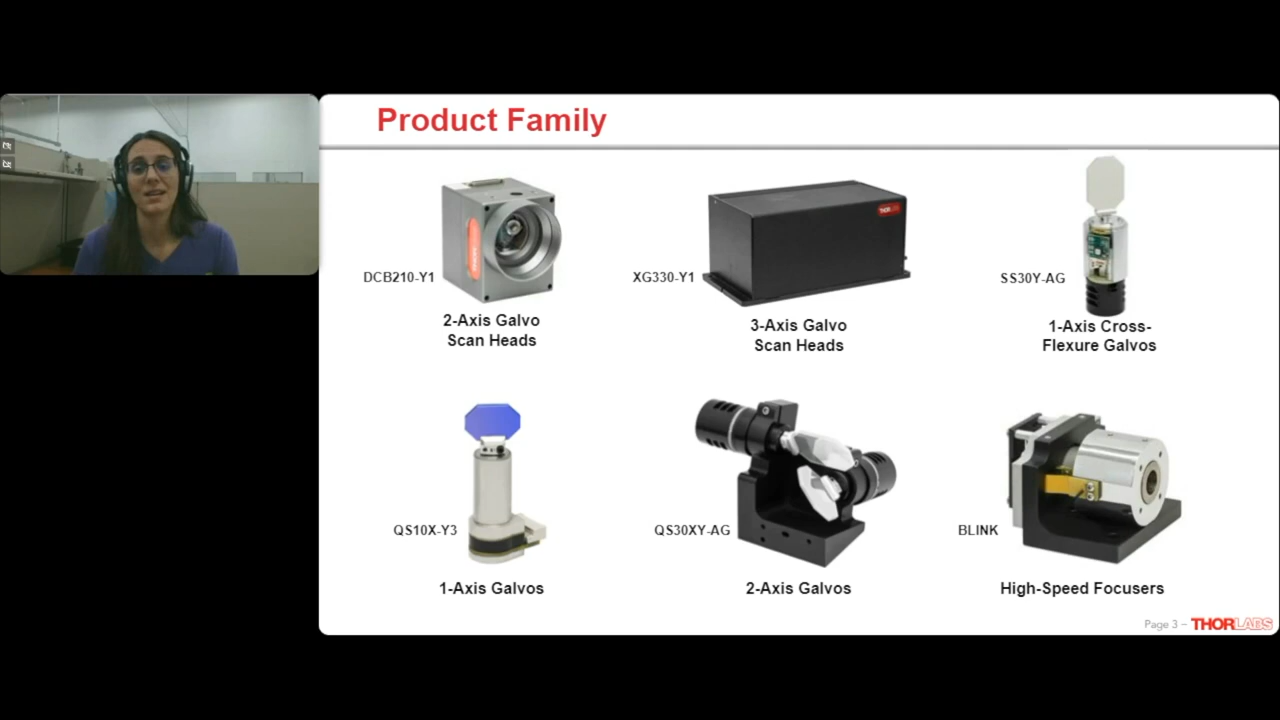 Product Family
DCB210-Y1
2-Axis Galvo
Scan Heads
XG330-Y1
THORLABS
3-Axis Galvo
Scan Heads
SS30Y-AG
1-Axis Cross-
Flexure Galvos
QS10X-Y3
1-Axis Galvos
QS30XY-AG
2-Axis Galvos
BLINK
High-Speed Focusers
Page 3 – THORLABS